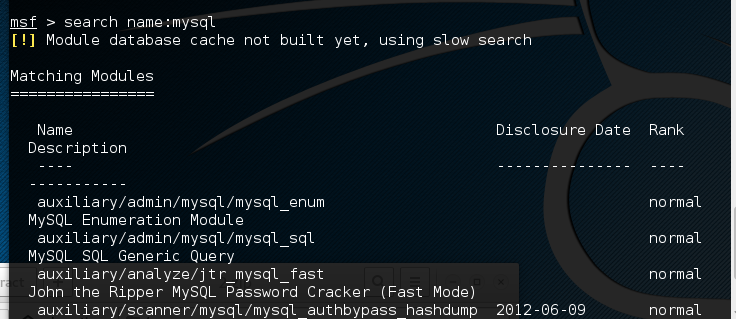 msf > search name:mysql
[!] Module database cache not built yet, using slow search
Matching Modules
================
Name Disclosure Date Rank
Description
---- --------------- ----
-----------
auxiliary/admin/mysql/mysql_enum normal
MySQL Enumeration Module
auxiliary/admin/mysql/mysql_sql normal
MySQL SQL Generic Query
auxiliary/analyze/jtr_mysql_fast normal
John the Ripper MySQL Password Cracker (Fast Mode)
auxiliary/scanner/mysql/mysql_authbypass_hashdump 2012-06-09 normal